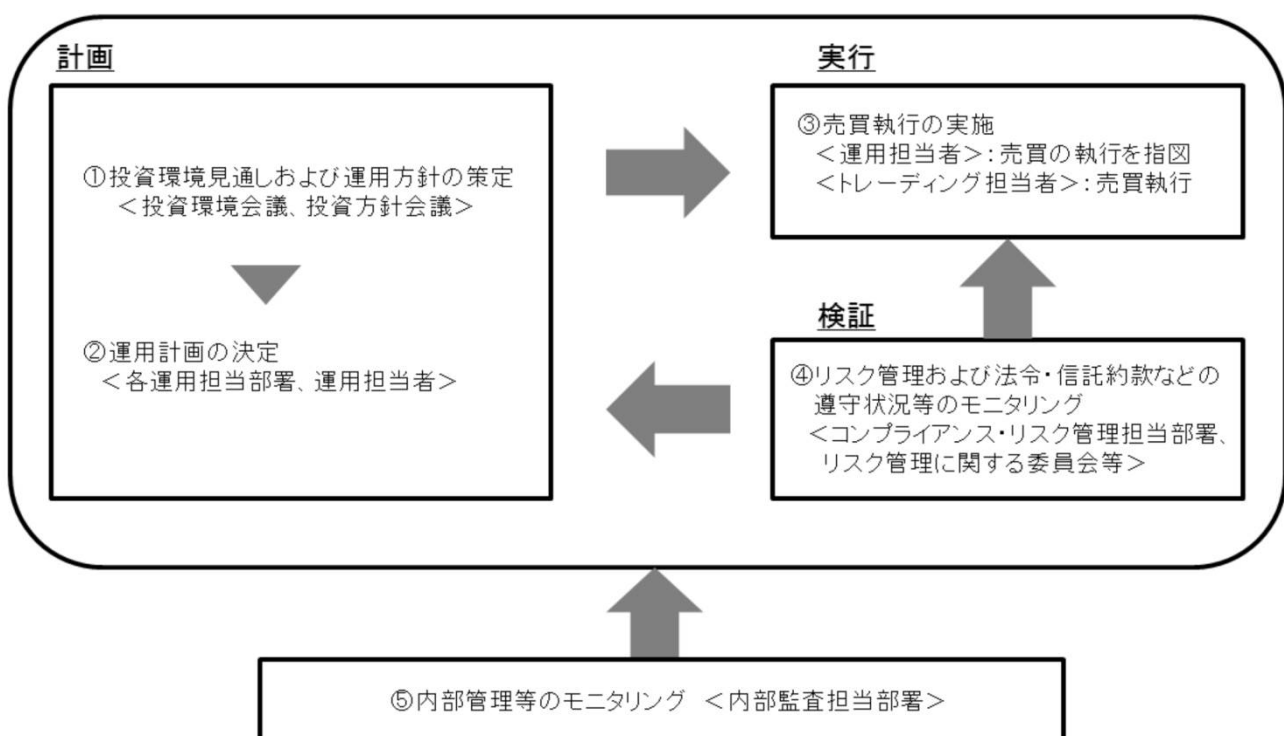 計画
①投資環境見通しおよび運用方針の策定
＜投資環境会議、投資方針会議＞
②運用計画の決定
＜各運用担当部署、運用担当者＞
実行
③売買執行の実施
＜運用担当者＞：売買の執行を指図
＜トレーディング担当者＞：売買執行
検証
④リスク管理および法令・信託約款などの
遵守状況等のモニタリング
＜コンプライアンス・リスク管理担当部署、
リスク管理に関する委員会等＞
⑤内部管理等のモニタリング ＜内部監査担当部署＞